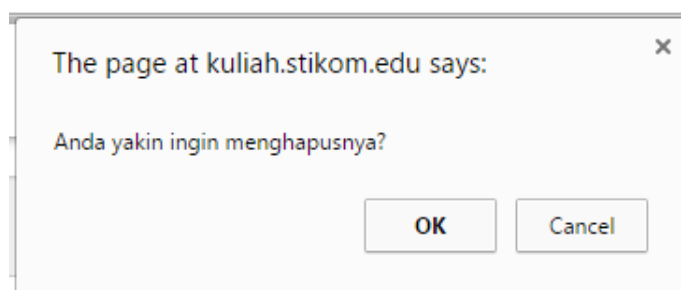 The page at kuliah.stikom.edu says:
Anda yakin ingin menghapusnya?
OK Cancel